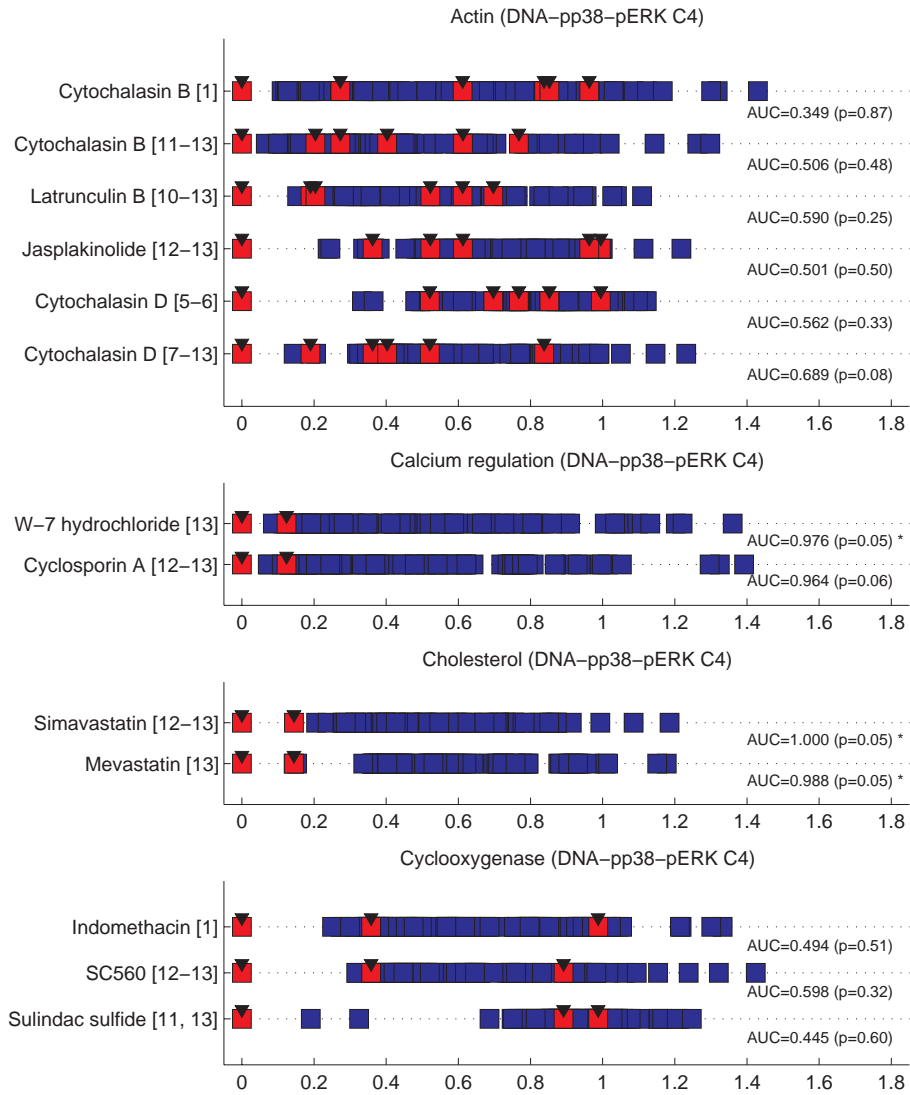 Actin (DNA−pp38−pERK C4)
Cytochalasin B [1]
AUC=0.349 (p=0.87)
Cytochalasin B [11−13]
AUC=0.506 (p=0.48)
Latrunculin B [10−13]
AUC=0.590 (p=0.25)
Jasplakinolide [12−13]
AUC=0.501 (p=0.50)
Cytochalasin D [5−6]
AUC=0.562 (p=0.33)
Cytochalasin D [7−13]
AUC=0.689 (p=0.08)
0 0.2 0.4 0.6 0.8 1 1.2 1.4 1.6 1.8
Calcium regulation (DNA−pp38−pERK C4)
W−7 hydrochloride [13]
AUC=0.976 (p=0.05) *
Cyclosporin A [12−13]
AUC=0.964 (p=0.06)
0 0.2 0.4 0.6 0.8 1 1.2 1.4 1.6 1.8
Cholesterol (DNA−pp38−pERK C4)
Simavastatin [12−13]
AUC=1.000 (p=0.05) *
Mevastatin [13]
AUC=0.988 (p=0.05) *
0 0.2 0.4 0.6 0.8 1 1.2 1.4 1.6 1.8
Cyclooxygenase (DNA−pp38−pERK C4)
Indomethacin [1]
AUC=0.494 (p=0.51)
SC560 [12−13]
AUC=0.598 (p=0.32)
Sulindac sulfide [11, 13]
AUC=0.445 (p=0.60)
0 0.2 0.4 0.6 0.8 1 1.2 1.4 1.6 1.8